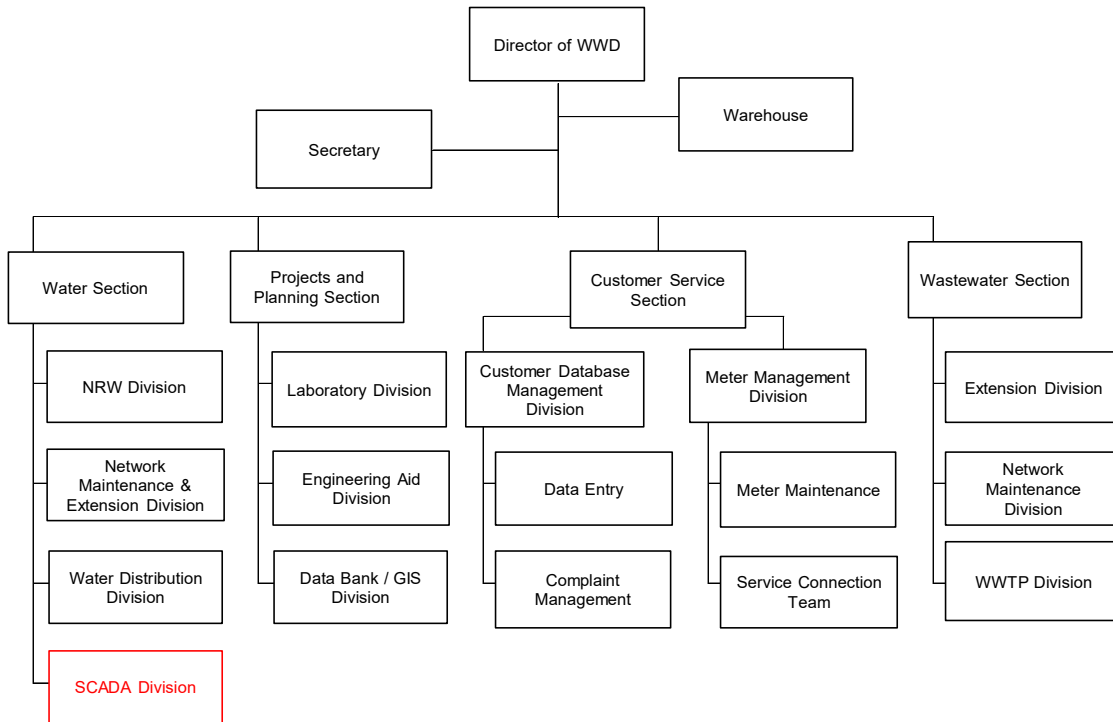 Director of WWD
Warehouse
Secretary
Water Section
Projects and
Planning Section
Customer Service
Section
Wastewater Section
NRW Division
Network
Maintenance &
Extension Division
Water Distribution
Division
SCADA Division
Laboratory Division
Engineering Aid
Division
Data Bank / GIS
Division
Customer Database
Management
Division
Data Entry
Complaint
Management
Meter Management
Division
Meter Maintenance
Service Connection
Team
Extension Division
Network
Maintenance
Division
WWTP Division